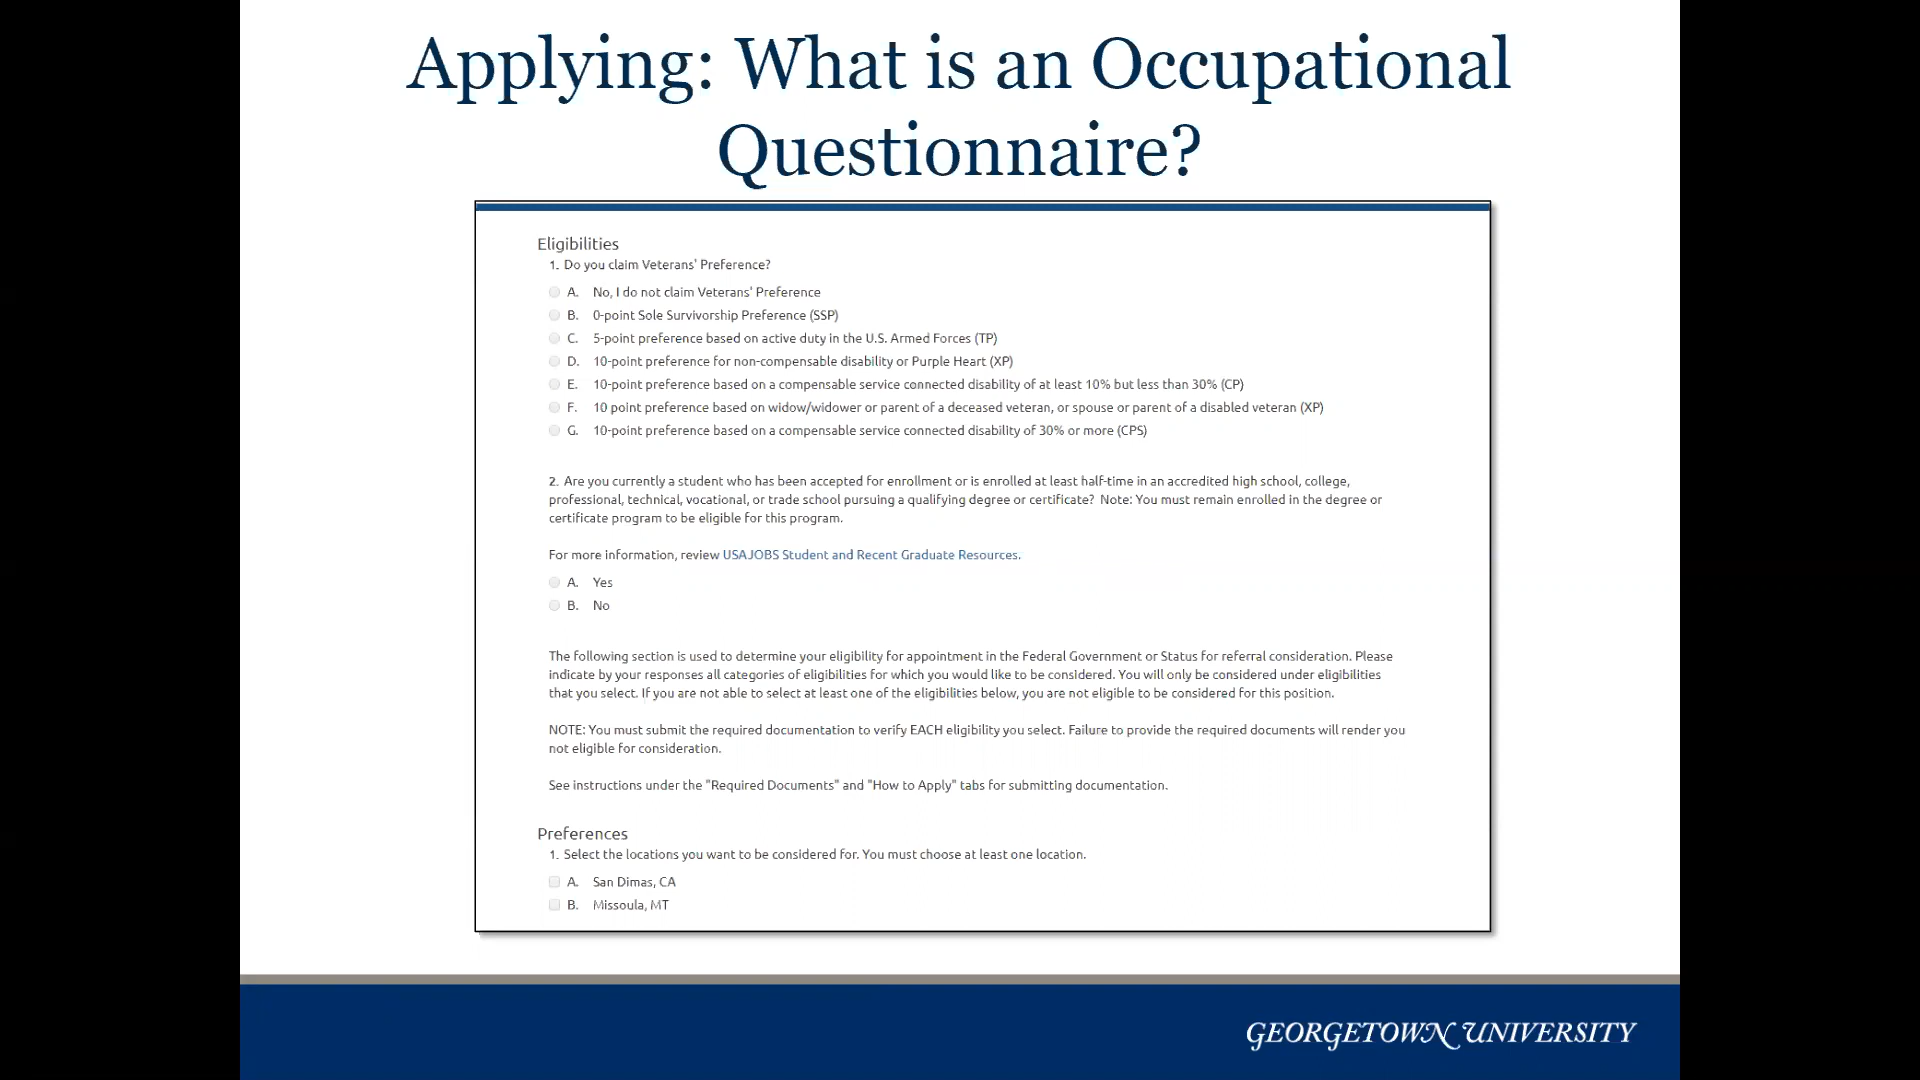 Applying: What is an Occupational
Questionnaire?
Eligibilities
1. Do you claim Veterans' Preference?
A. No, I do not claim Veterans' Preference
B. 0-point Sole Survivorship Preference (SSP)
C. 5-point preference based on active duty in the U.S. Armed Forces (TP)
D. 10-point preference for non-compensable disability or Purple Heart (XP)
E. 10-point preference based on a compensable service connected disability of at least 10% but less than 30% (CP)
F. 10 point preference based on widow/widower or parent of a deceased veteran, or spouse or parent of a disabled veteran (XP)
G. 10-point preference based on a compensable service connected disability of 30% or more (CPS)
2. Are you currently a student who has been accepted for enrollment or is enrolled at least half-time in an accredited high school, college,
professional, technical, vocational, or trade school pursuing a qualifying degree or certificate? Note: You must remain enrolled in the degree or
certificate program to be eligible for this program.
For more information, review USAJOBS Student and Recent Graduate Resources.
A. Yes
B. No
The following section is used to determine your eligibility for appointment in the Federal Government or Status for referral consideration. Please
indicate by your responses all categories of eligibilities for which you would like to be considered. You will only be considered under eligibilities
that you select. If you are not able to select at least one of the eligibilities below, you are not eligible to be considered for this position.
NOTE: You must submit the required documentation to verify EACH eligibility you select. Failure to provide the required documents will render you
not eligible for consideration.
See instructions under the "Required Documents" and "How to Apply" tabs for submitting documentation.
Preferences
1. Select the locations you want to be considered for. You must choose at least one location.
A. San Dimas, CA
B. Missoula, MT
GEORGETOWN UNIVERSITY